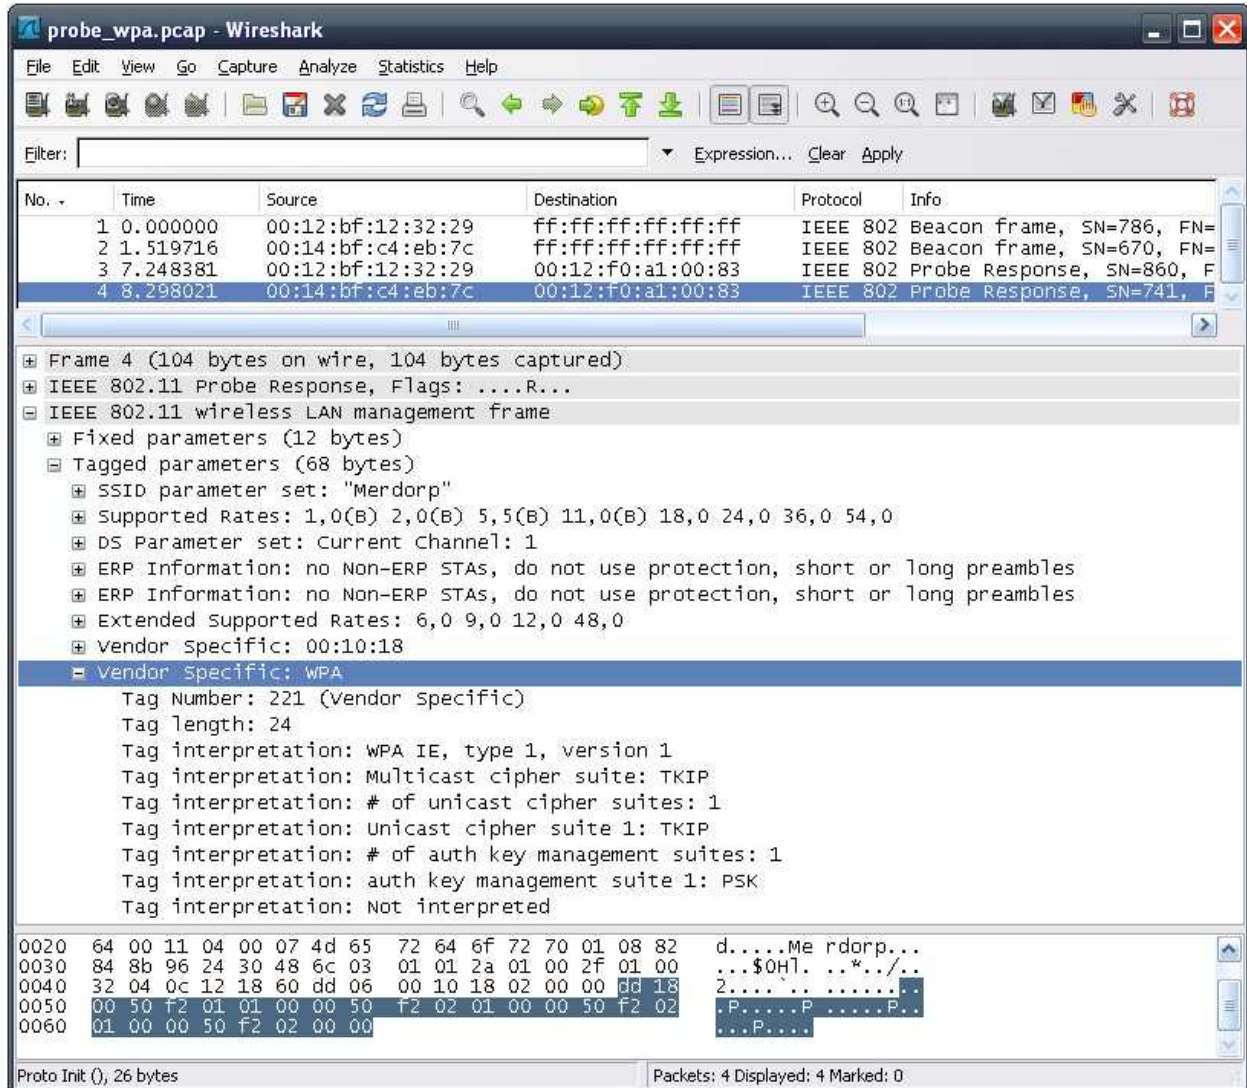 probe_wpa.pcap - Wireshark
File Edit View Go Capture Analyze Statistics Help
Filter: Expression... Clear Apply
No. Time Source Destination Protocol Info
1 0.000000 00:12:bf:12:32:29 ff:ff:ff:ff:ff:ff IEEE 802 Beacon frame, SN=786, FN=
2 1.519716 00:14:bf:c4:eb:7c ff:ff:ff:ff:ff:ff IEEE 802 Beacon frame, SN=670, FN=
3 7.248381 00:12:bf:12:32:29 00:12:f0:a1:00:83 IEEE 802 Probe Response, SN=860, F
4 8.298021 00:14:bf:c4:eb:7c 00:12:f0:a1:00:83 IEEE 802 Probe Response, SN=741, F
Frame 4 (104 bytes on wire, 104 bytes captured)
IEEE 802.11 Probe Response, Flags: ....R...
IEEE 802.11 wireless LAN management frame
Fixed parameters (12 bytes)
Tagged parameters (68 bytes)
SSID parameter set: "Merdorp"
Supported Rates: 1,0(B) 2,0(B) 5,5(B) 11,0(B) 18,0 24,0 36,0 54,0
DS Parameter set: Current Channel: 1
ERP Information: no Non-ERP STAs, do not use protection, short or long preambles
ERP Information: no Non-ERP STAs, do not use protection, short or long preambles
Extended Supported Rates: 6,0 9,0 12,0 48,0
Vendor Specific: 00:10:18
Vendor Specific: WPA
Tag Number: 221 (Vendor Specific)
Tag length: 24
Tag interpretation: WPA IE, type 1, version 1
Tag interpretation: Multicast cipher suite: TKIP
Tag interpretation: # of unicast cipher suites: 1
Tag interpretation: Unicast cipher suite 1: TKIP
Tag interpretation: # of auth key management suites: 1
Tag interpretation: auth key management suite 1: PSK
Tag interpretation: Not interpreted
0020 64 00 11 04 00 07 4d 65 72 64 6f 72 70 01 08 82 d.....Me rdorp...
0030 84 8b 96 24 30 48 6c 03 01 01 2a 01 00 2f 01 00 ...$0Hl. ..*../..
0040 32 04 0c 12 18 60 dd 06 00 10 18 02 00 00 dd 18 2....`.. ........
0050 00 50 f2 01 01 00 00 50 f2 02 01 00 00 50 f2 02 .P.....P .....P..
0060 01 00 00 50 f2 02 00 00 ...P....
Proto Init (), 26 bytes Packets: 4 Displayed: 4 Marked: 0